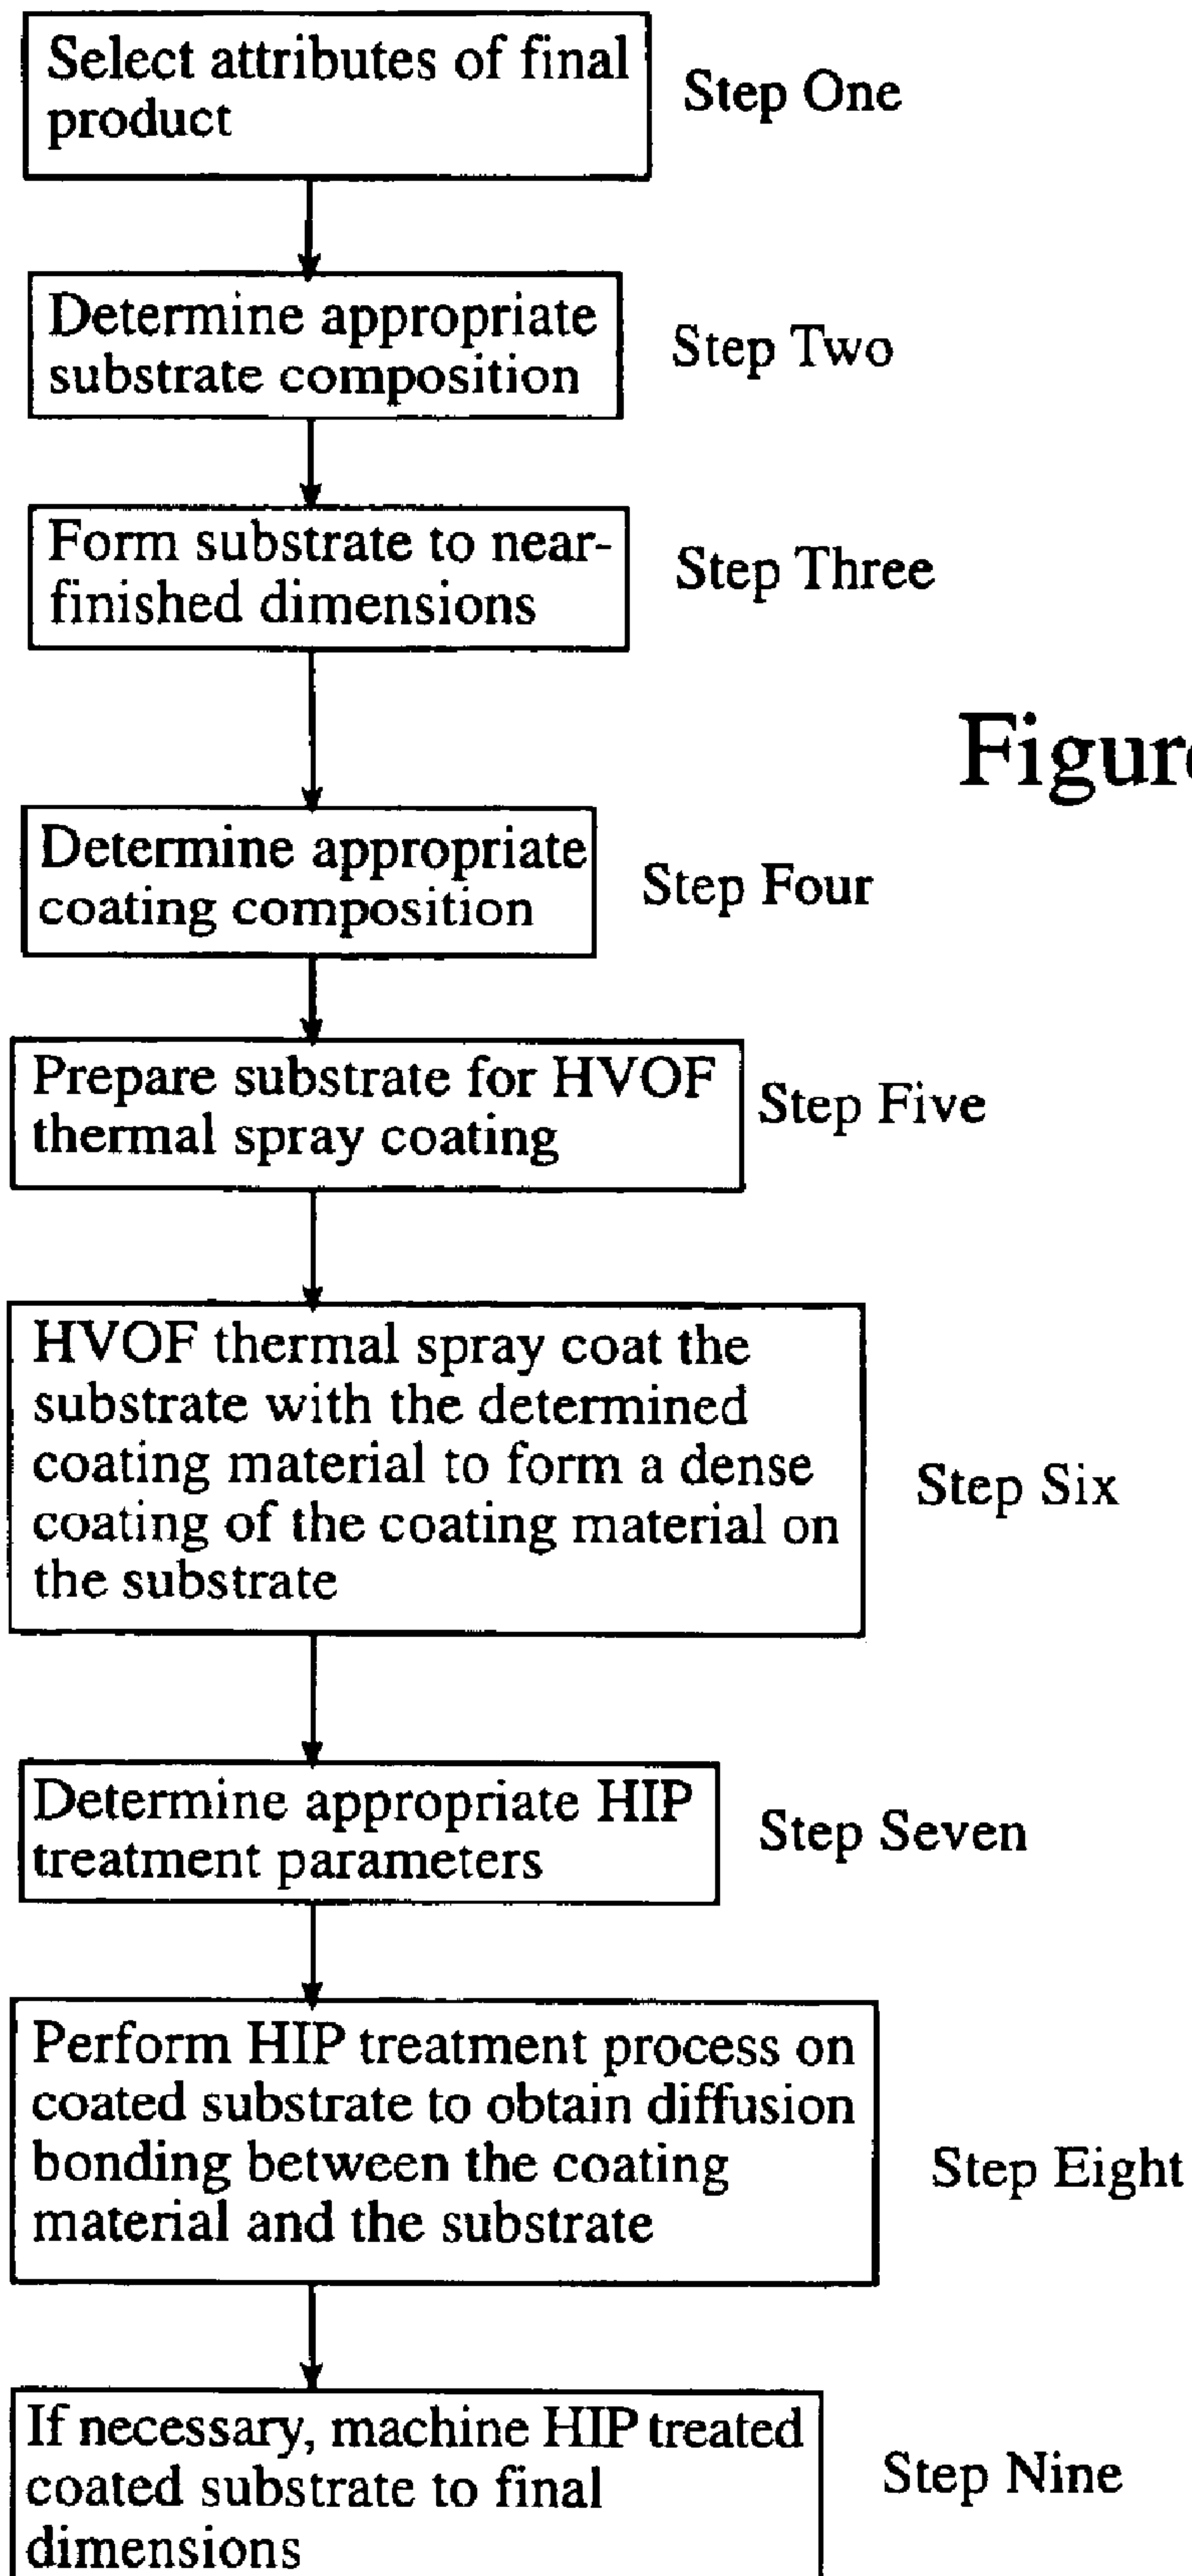 Select attributes of final
product
Step One
Determine appropriate
substrate composition
Step Two
Form substrate to near-
finished dimensions
Step Three
Figure
Determine appropriate
coating composition
Step Four
Prepare substrate for HVOF
thermal spray coating
Step Five
HVOF thermal spray coat the
substrate with the determined
coating material to form a dense
coating of the coating material on
the substrate
Step Six
Determine appropriate HIP
treatment parameters
Step Seven
Perform HIP treatment process on
coated substrate to obtain diffusion
bonding between the coating
material and the substrate
Step Eight
If necessary, machine HIP treated
coated substrate to final
dimensions
Step Nine